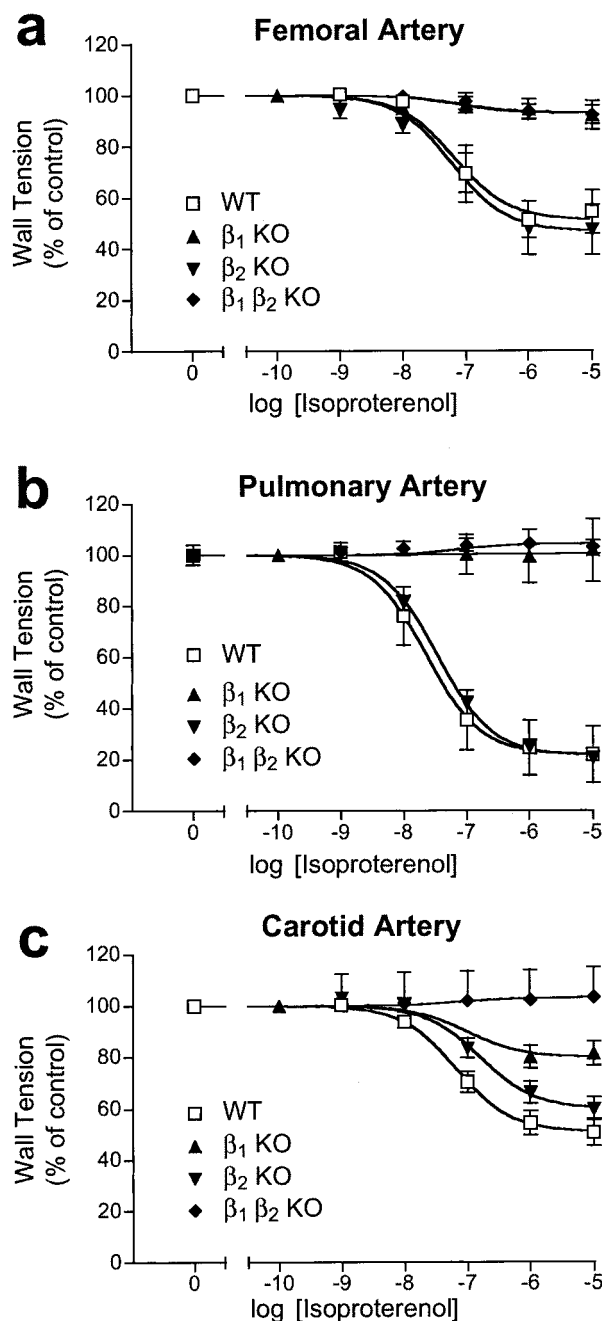 a
Femoral Artery
Wall Tension
(% of control)
120
100
80
60
40
20
0
WT
β1 KO
β2 KO
β1 β2 KO
0 -10 -9 -8 -7 -6 -5
log [Isoproterenol]
b
Pulmonary Artery
Wall Tension
(% of control)
120
100
80
60
40
20
0
WT
β1 KO
β2 KO
β1 β2 KO
0 -10 -9 -8 -7 -6 -5
log [Isoproterenol]
c
Carotid Artery
Wall Tension
(% of control)
120
100
80
60
40
20
0
WT
β1 KO
β2 KO
β1 β2 KO
0 -10 -9 -8 -7 -6 -5
log [Isoproterenol]